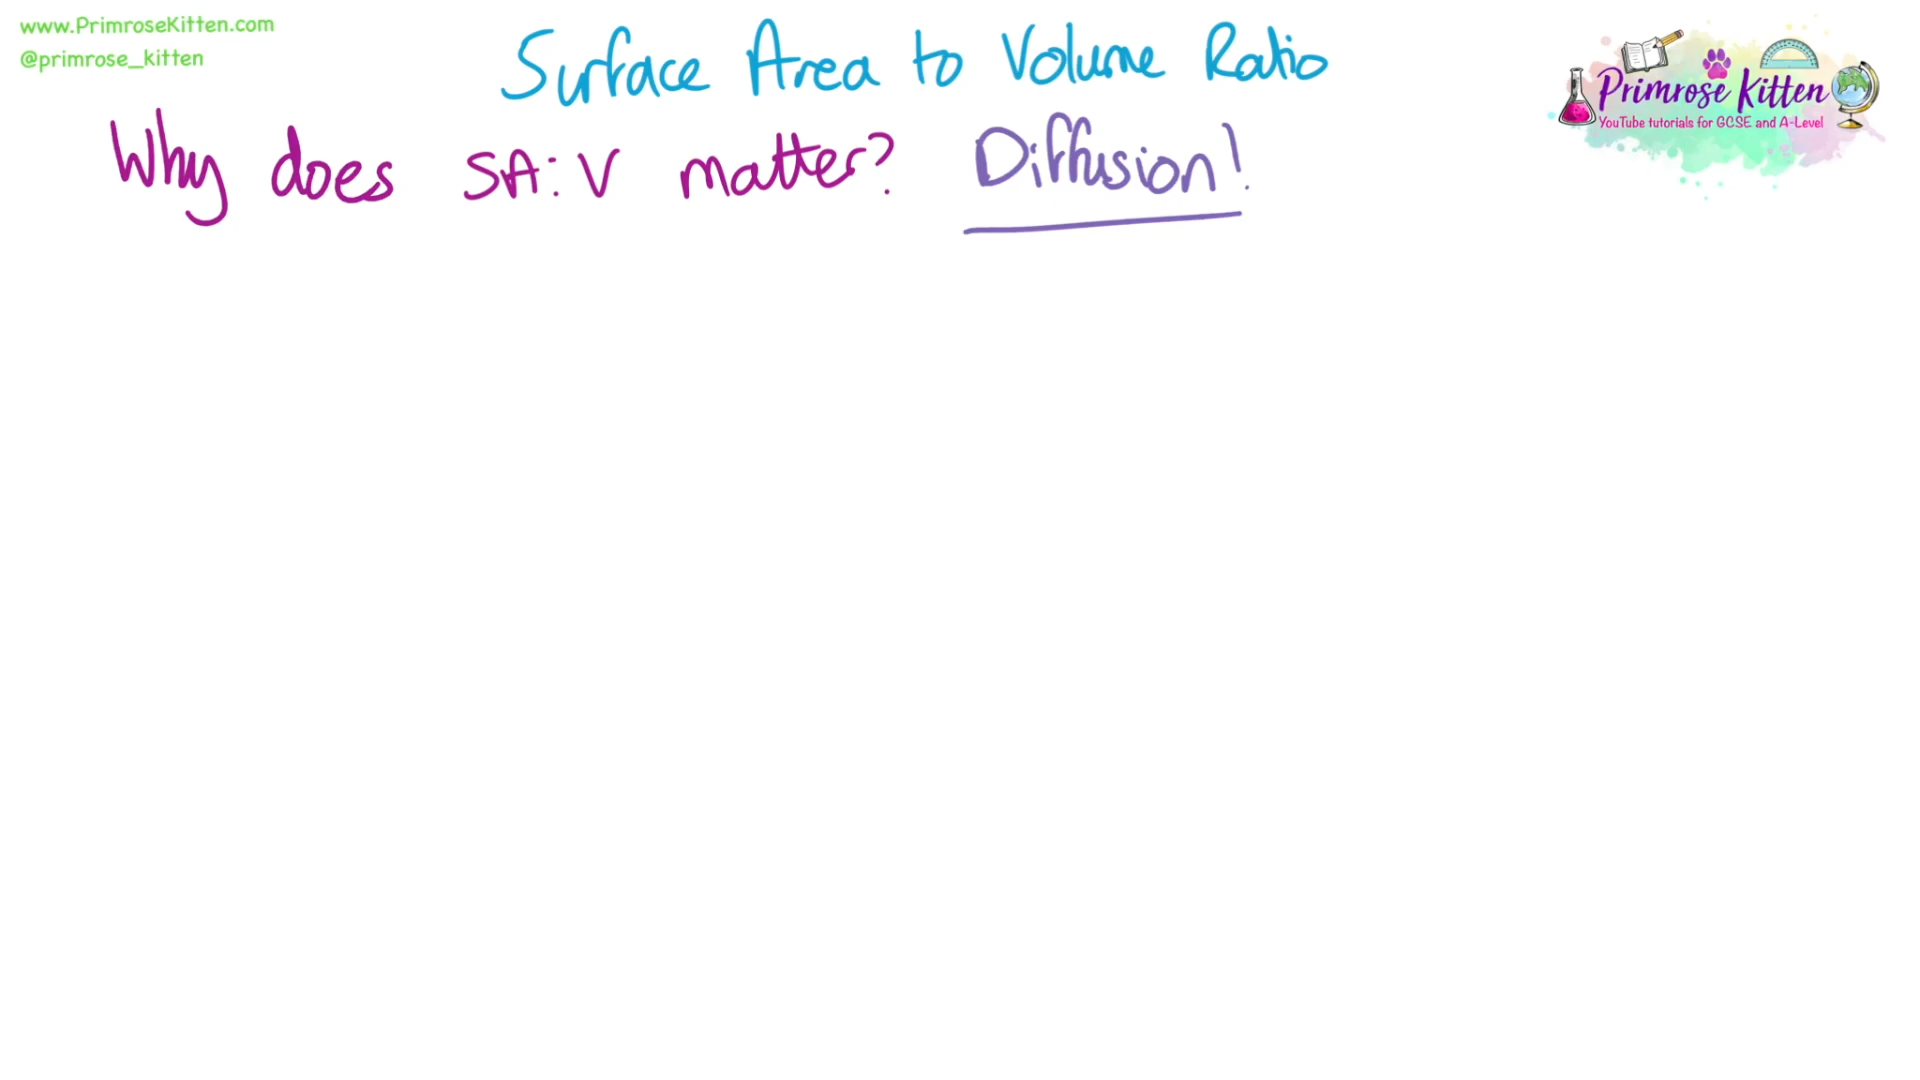 www.PrimroseKitten.com
@primrose_kitten
Surface Area to Volume Ratio
Primrose Kitten
YouTube tutorials for GCSE and A-Level
Why does SA:V matter? Diffusion!